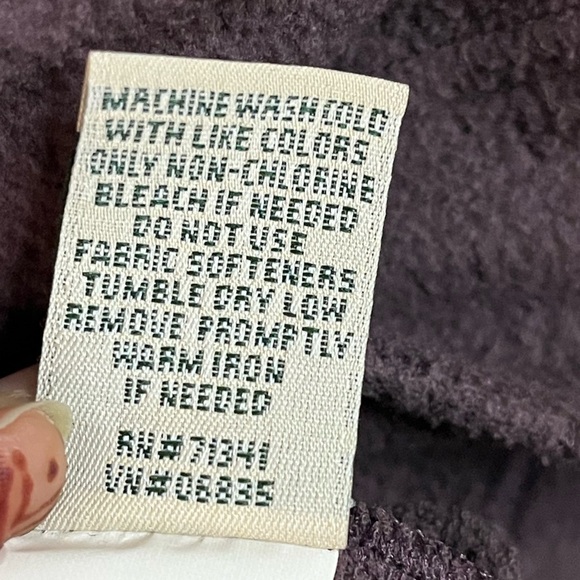 MACHINE WASH COLD
WITH LIKE COLORS
ONLY NON-CHLORINE
BLEACH IF NEEDED
DO NOT USE
FABRIC SOFTENERS
TUMBLE DRY LOW
REMOVE PROMPTLY
WARM IRON
IF NEEDED
RN#71341
VN#08835